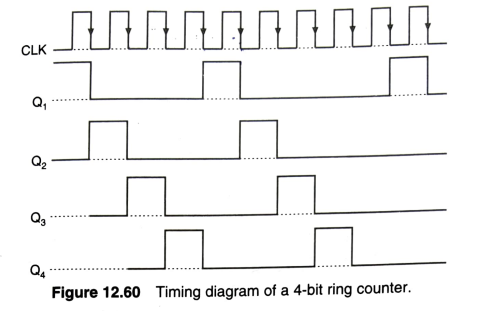 CLK
Q1
Q2
Q3
Q4
Figure 12.60 Timing diagram of a 4-bit ring counter.